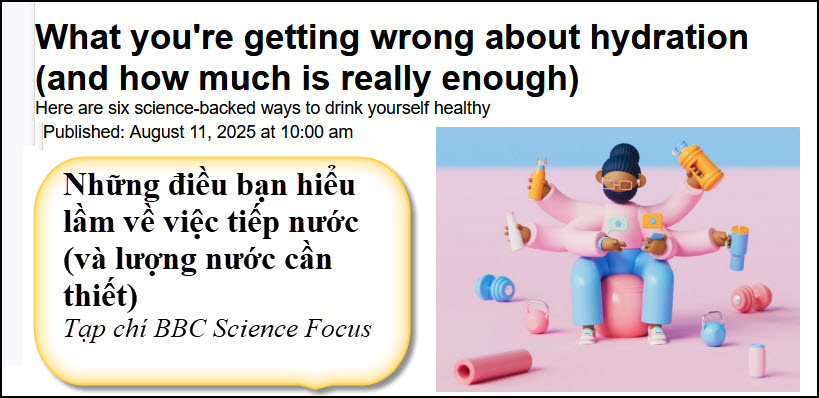 What you're getting wrong about hydration
(and how much is really enough)
Here are six science-backed ways to drink yourself healthy
Published: August 11, 2025 at 10:00 am
Những điều bạn hiểu
lầm về việc tiếp nước
(và lượng nước cần
thiết)
Tạp chí BBC Science Focus